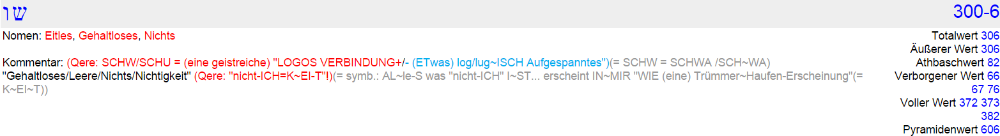 שו 300-6
Nomen: Eitles, Gehaltloses, Nichts
Kommentar: (Qere: SCHW/SCHU = (eine geistreiche) "LOGOS VERBINDUNG+/- (ETwas) log/lug~ISCH Aufgespanntes")(= SCHW = SCHWA /SCH~WA)
"Gehaltloses/Leere/Nichts/Nichtigkeit" (Qere: "nicht-ICH=K~EI-T"!)(= symb.: AL~le-S was "nicht-ICH" I~ST... erscheint IN~MIR "WIE (eine) Trümmer~Haufen-Erscheinung"(=
K~EI~T))
Totalwert 306
Äußerer Wert 306
Athbaschwert 82
Verborgener Wert 66
67 76
Voller Wert 372 373
382
Pyramidenwert 606